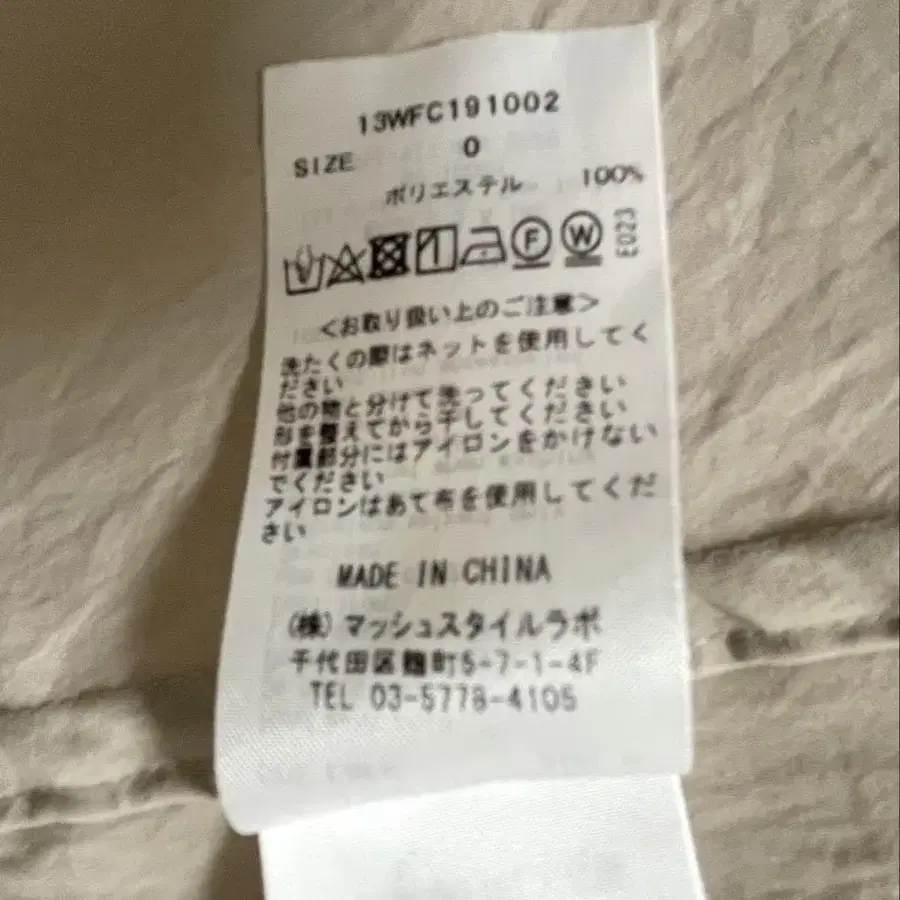 13WFC191002
SIZE 0
ポリエステル 100%
F W E023
<お取り扱い上のご注意>
洗たくの際はネットを使用してく
ださい
他の物と分けて洗ってください
形を整えてから干してください
付属部分にはアイロンをかけない
でください
アイロンはあて布を使用してくだ
さい
MADE IN CHINA
(株)マッシュスタイルラボ
千代田区麹町5-7-1-4F
TEL 03-5778-4105